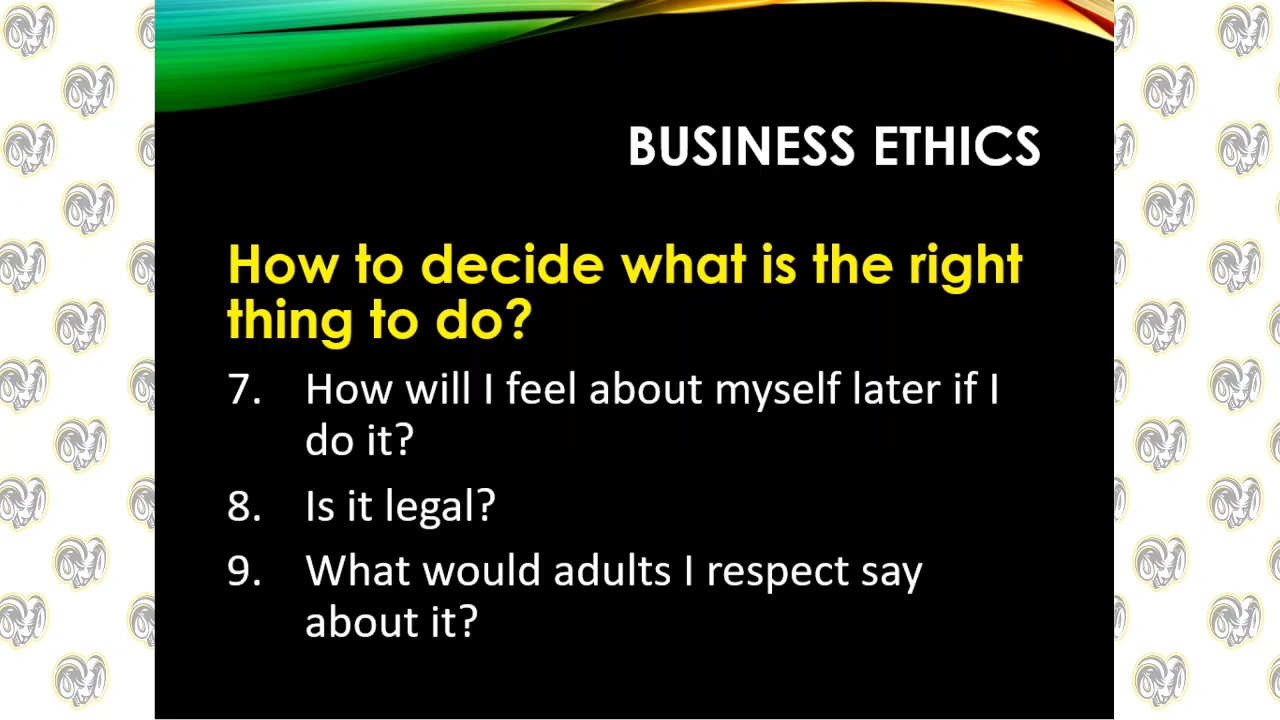 BUSINESS ETHICS
How to decide what is the right
thing to do?
7. How will I feel about myself later if I
do it?
8. Is it legal?
9. What would adults I respect say
about it?